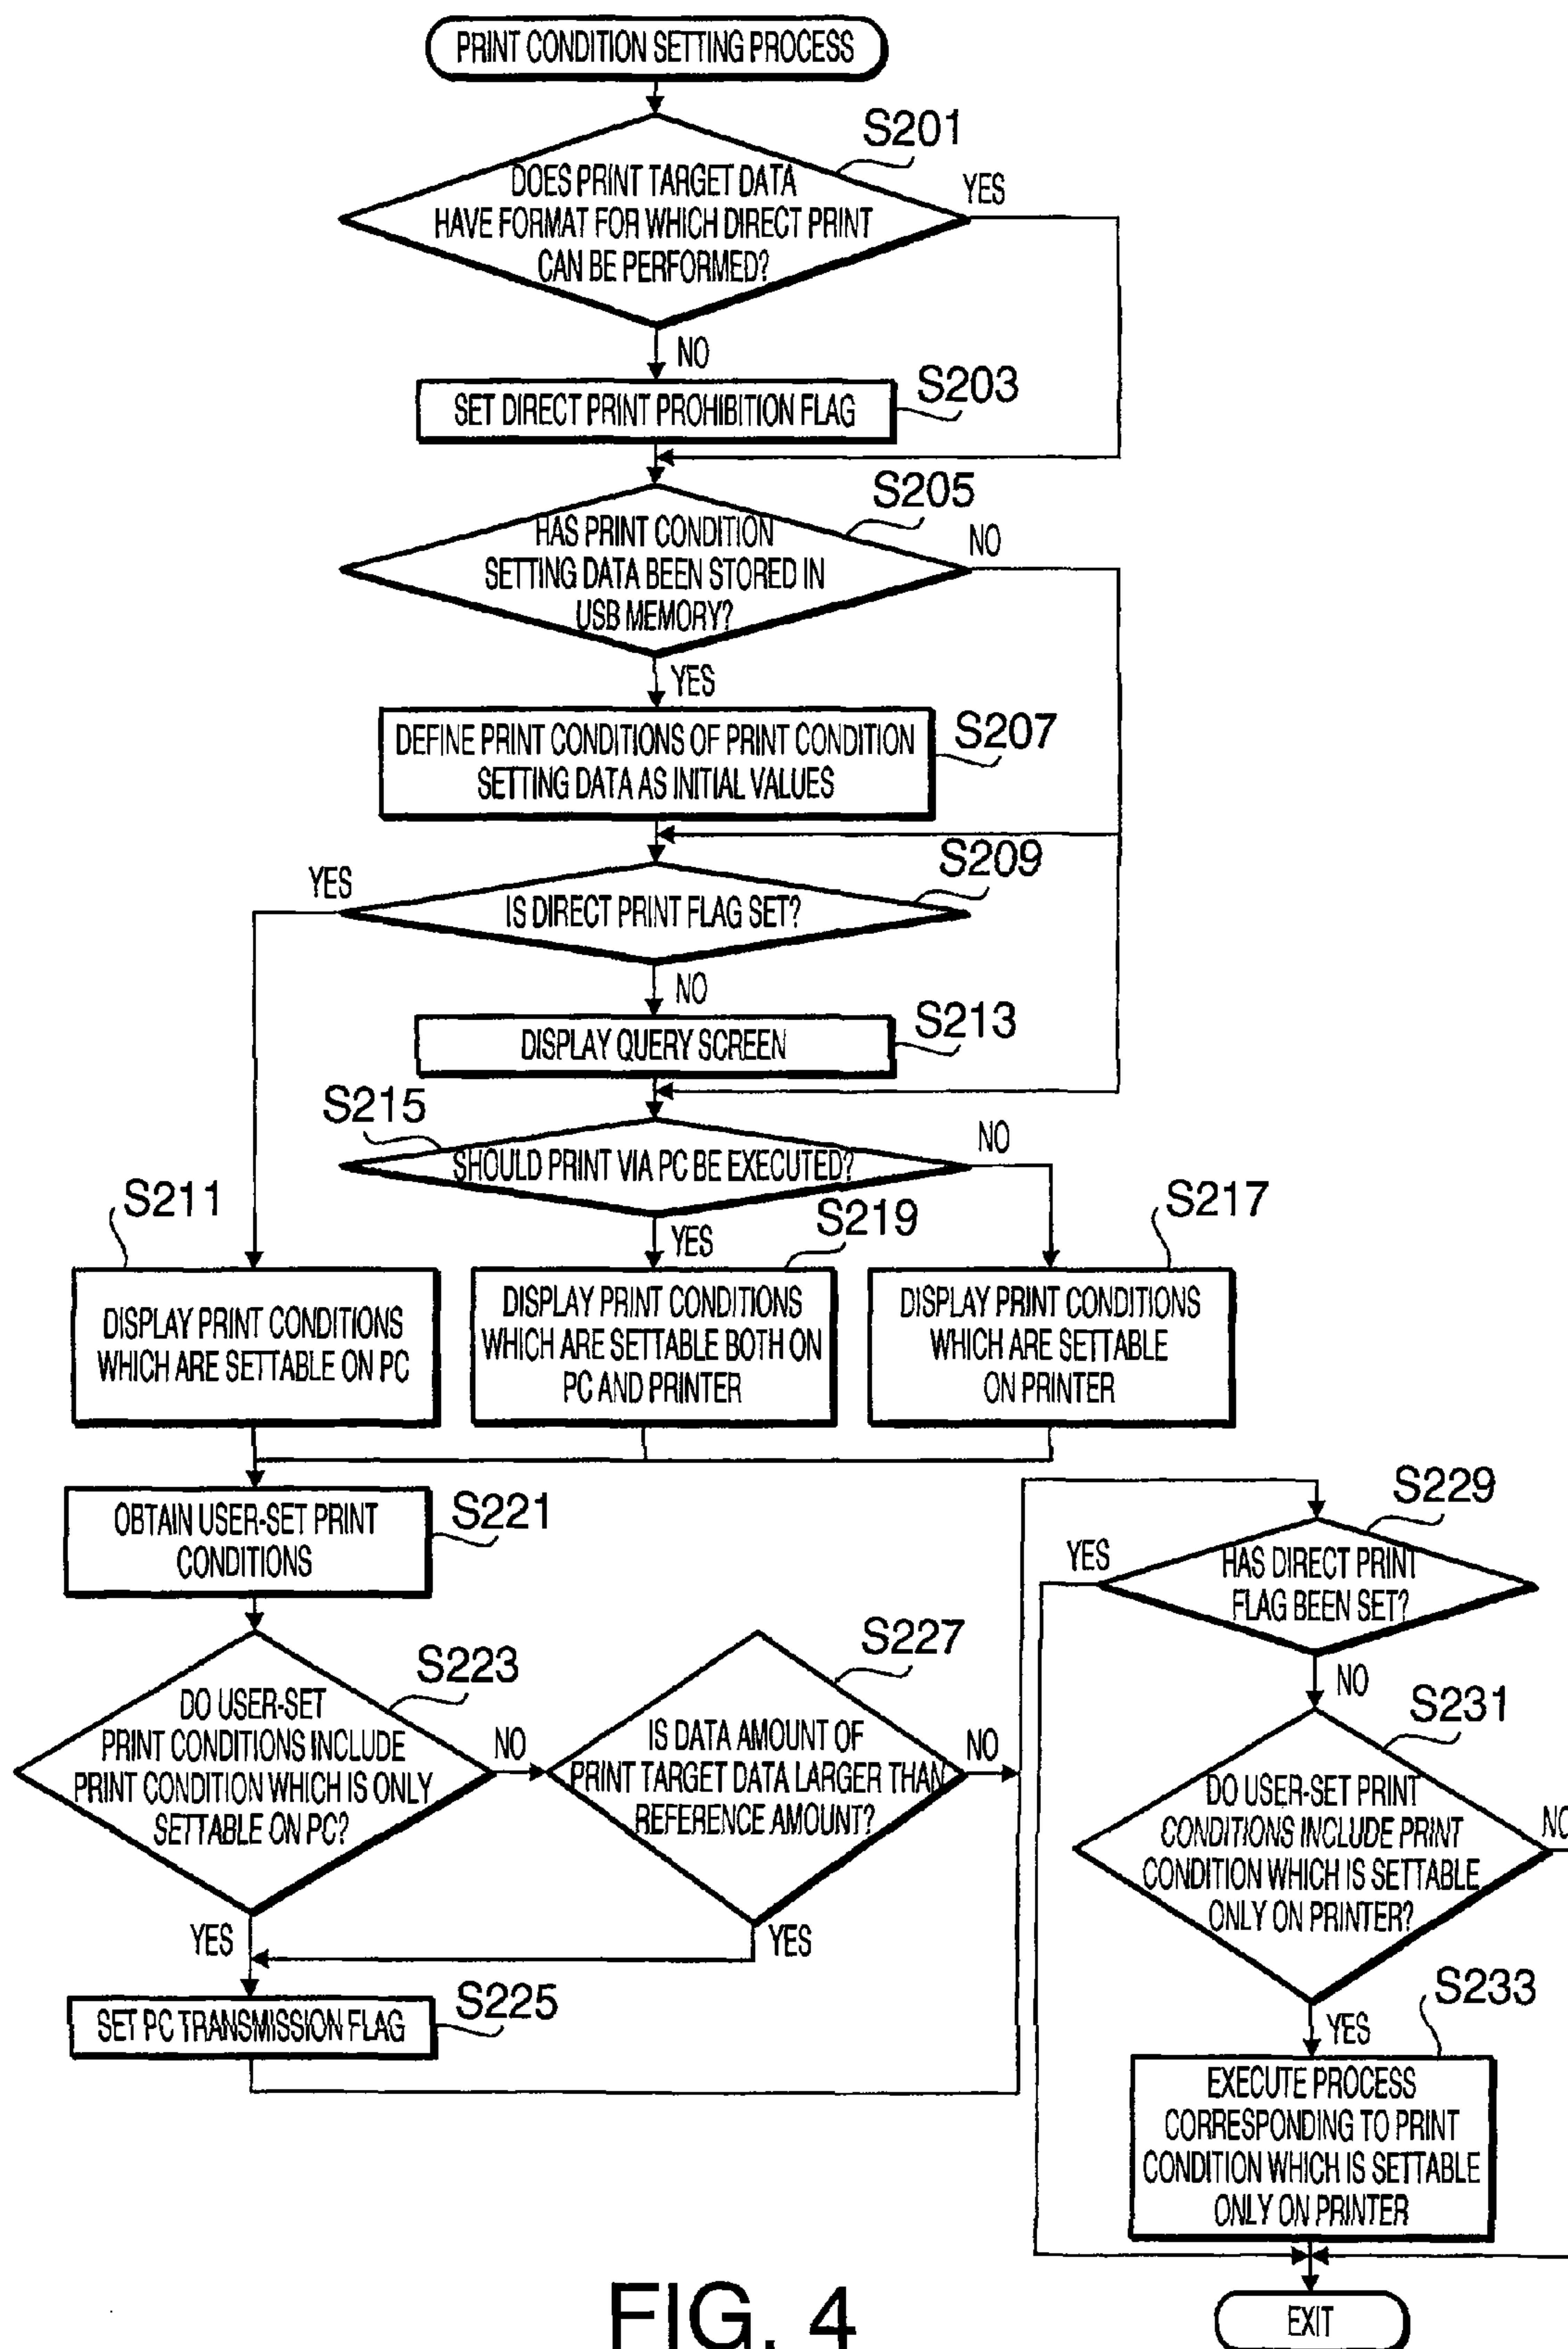 PRINT CONDITION SETTING PROCESS
S201
DOES PRINT TARGET DATA
HAVE FORMAT FOR WHICH DIRECT PRINT
CAN BE PERFORMED?
YES
NO
S203
SET DIRECT PRINT PROHIBITION FLAG
S205
HAS PRINT CONDITION
SETTING DATA BEEN STORED IN
USB MEMORY?
NO
YES
S207
DEFINE PRINT CONDITIONS OF PRINT CONDITION
SETTING DATA AS INITIAL VALUES
S209
YES
IS DIRECT PRINT FLAG SET?
NO
S213
DISPLAY QUERY SCREEN
S215
NO
SHOULD PRINT VIA PC BE EXECUTED?
YES
S211
DISPLAY PRINT CONDITIONS
WHICH ARE SETTABLE ON PC
S219
DISPLAY PRINT CONDITIONS
WHICH ARE SETTABLE BOTH ON
PC AND PRINTER
S217
DISPLAY PRINT CONDITIONS
WHICH ARE SETTABLE
ON PRINTER
S221
OBTAIN USER-SET PRINT
CONDITIONS
S223
DO USER-SET
PRINT CONDITIONS INCLUDE
PRINT CONDITION WHICH IS ONLY
SETTABLE ON PC?
NO
YES
S227
IS DATA AMOUNT OF
PRINT TARGET DATA LARGER THAN
REFERENCE AMOUNT?
NO
YES
S225
SET PC TRANSMISSION FLAG
S229
YES
HAS DIRECT PRINT
FLAG BEEN SET?
NO
S231
DO USER-SET PRINT
CONDITIONS INCLUDE PRINT
CONDITION WHICH IS SETTABLE
ONLY ON PRINTER?
NO
YES
S233
EXECUTE PROCESS
CORRESPONDING TO PRINT
CONDITION WHICH IS SETTABLE
ONLY ON PRINTER
EXIT
FIG. 4